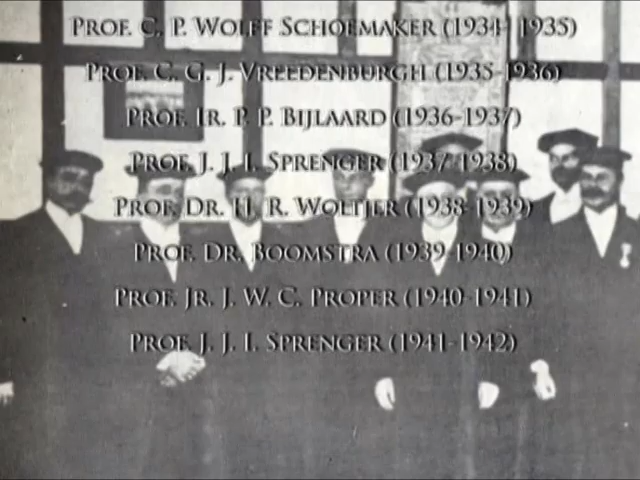 PROF. C. P. WOLFF SCHOEMAKER (1934-1935)
PROF. C. G. J. VREEDENBURGH (1935-1936)
PROF. IR. P. P. BIJLAARD (1936-1937)
PROF. J. J. I. SPRENGER (1937-1938)
PROF. DR. H. R. WOLTJER (1938-1939)
PROF. DR. BOOMSTRA (1939-1940)
PROF. JR. J. W. C. PROPER (1940-1941)
PROF. J. J. I. SPRENGER (1941-1942)